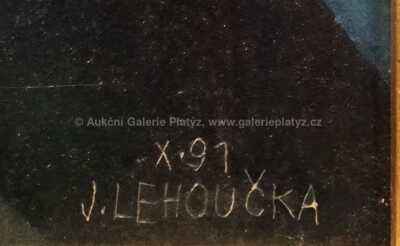 © Aukční Galerie Platýz, www.galerieplatyz.cz
X.91
J.LEHOUČKA